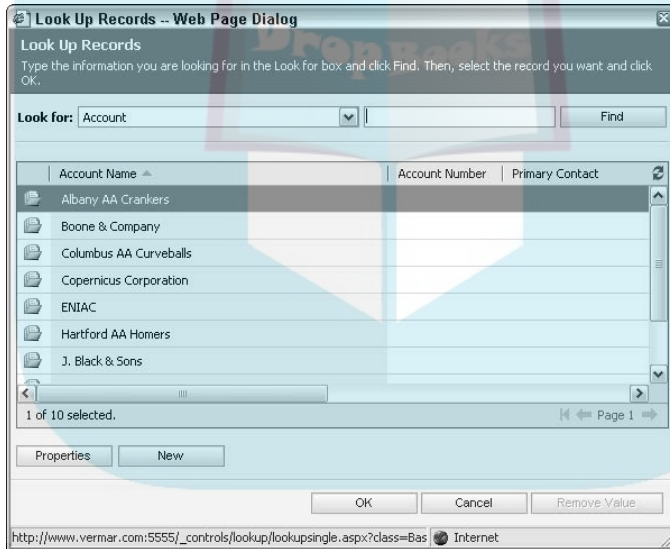 Look Up Records -- Web Page Dialog
DropBooks
Look Up Records
Type the information you are looking for in the Look for box and click Find. Then, select the record you want and click
OK.
Look for: Account Find
Account Name Account Number Primary Contact
Albany AA Crankers
Boone & Company
Columbus AA Curveballs
Copernicus Corporation
ENIAC
Hartford AA Homers
J. Black & Sons
1 of 10 selected. Page 1
Properties New
OK Cancel Remove Value
http://www.vermar.com:5555/_controls/lookup/lookupsingle.aspx?class=Bas Internet